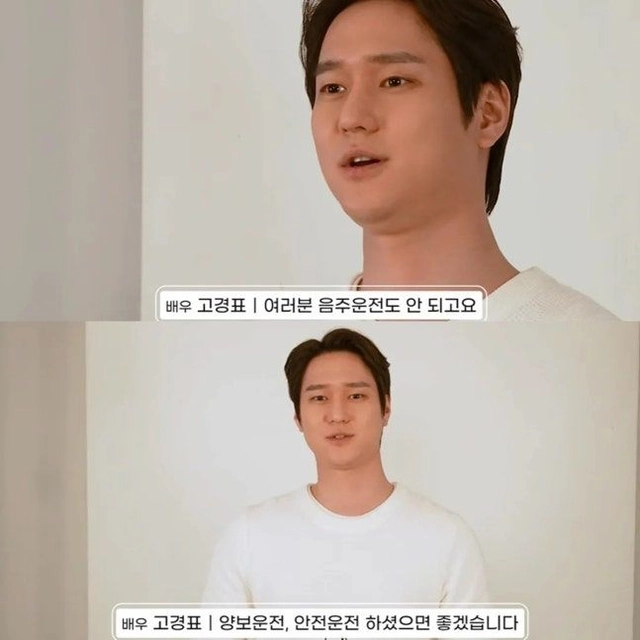 배우 고경표 | 여러분 음주운전도 안 되고요
배우 고경표 | 양보운전, 안전운전 하셨으면 좋겠습니다